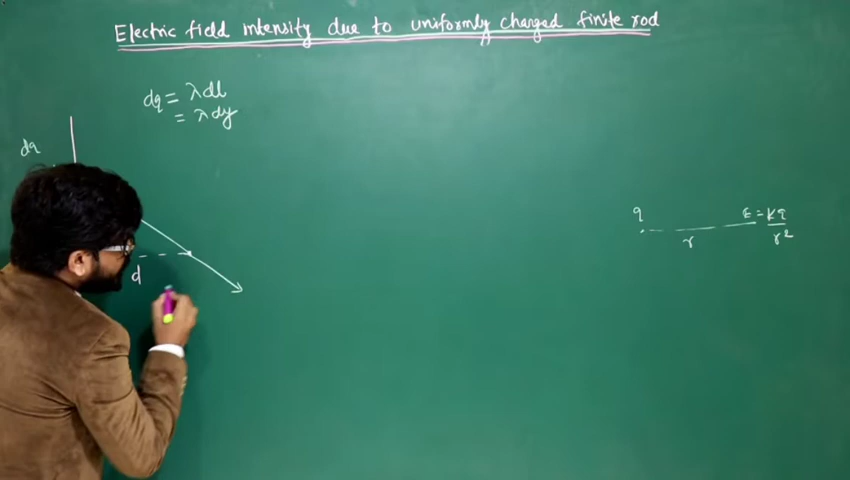 Electric field intensity due to uniformly charged finite rod
dq = λdl
= λdy
dq
d
q
r
E = kq
r²